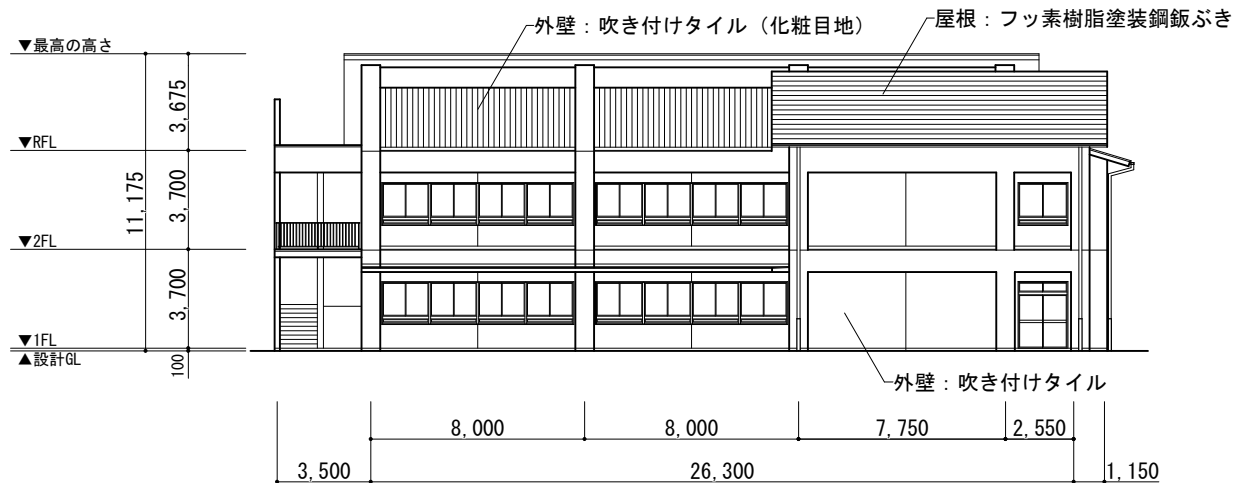 外壁：吹き付けタイル（化粧目地）
屋根：フッ素樹脂塗装鋼鈑ぶき
▼最高の高さ
3,675
▼RFL
11,175
3,700
▼2FL
3,700
▼1FL
▲設計GL
100
外壁：吹き付けタイル
8,000
8,000
7,750
2,550
3,500
26,300
1,150